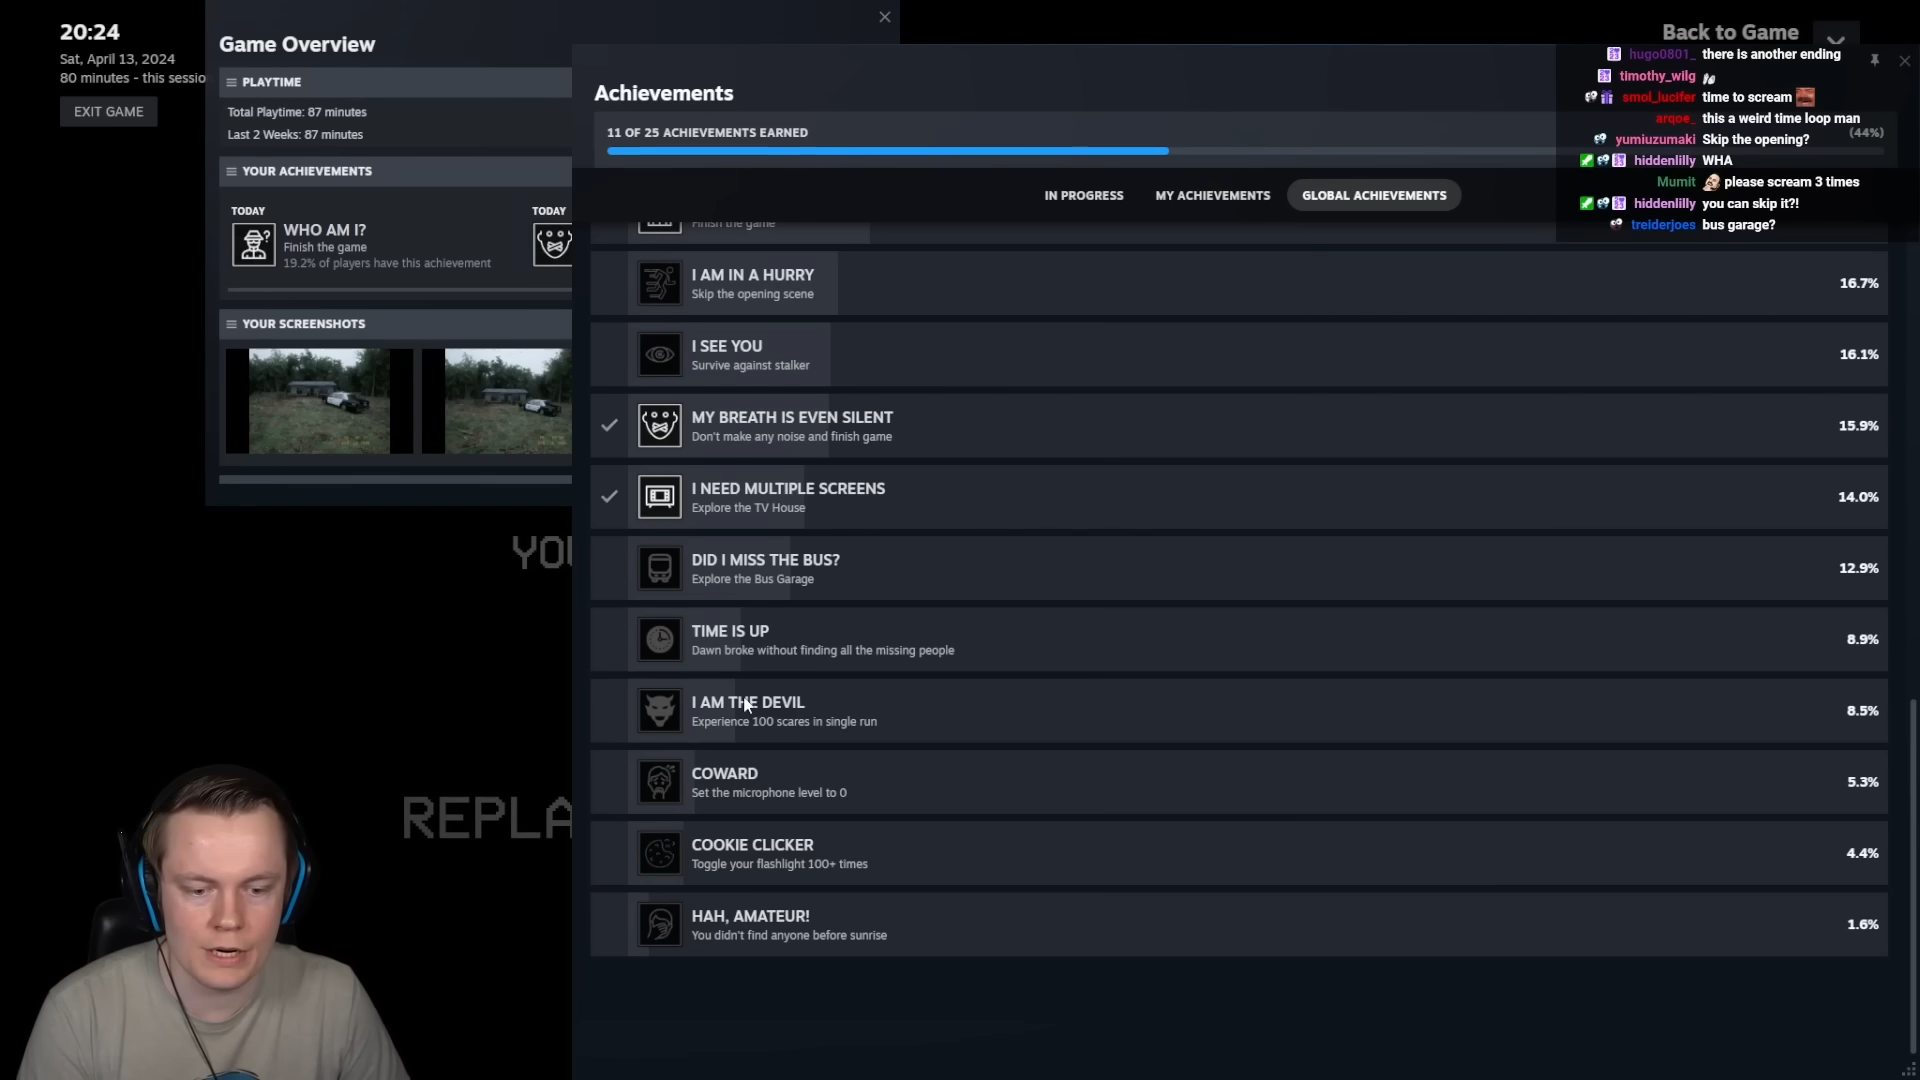 20:24
Sat, April 13, 2024
80 minutes - this sessio
EXIT GAME
Game Overview
PLAYTIME
Total Playtime: 87 minutes
Last 2 Weeks: 87 minutes
YOUR ACHIEVEMENTS
TODAY
WHO AM I?
Finish the game
19.2% of players have this achievement
TODAY
YOUR SCREENSHOTS
YOU
REPLA
Back to Game
Achievements
11 OF 25 ACHIEVEMENTS EARNED
(44%)
IN PROGRESS
MY ACHIEVEMENTS
GLOBAL ACHIEVEMENTS
hugo0801_ there is another ending
timothy_wilg
smol_lucifer time to scream
arqoe_ this a weird time loop man
yumiuzumaki Skip the opening?
hiddenlilly WHA
Mumit please scream 3 times
hiddenlilly you can skip it?!
treiderjoes bus garage?
Finish the game
I AM IN A HURRY
Skip the opening scene
16.7%
I SEE YOU
Survive against stalker
16.1%
MY BREATH IS EVEN SILENT
Don't make any noise and finish game
15.9%
I NEED MULTIPLE SCREENS
Explore the TV House
14.0%
DID I MISS THE BUS?
Explore the Bus Garage
12.9%
TIME IS UP
Dawn broke without finding all the missing people
8.9%
I AM THE DEVIL
Experience 100 scares in single run
8.5%
COWARD
Set the microphone level to 0
5.3%
COOKIE CLICKER
Toggle your flashlight 100+ times
4.4%
HAH, AMATEUR!
You didn't find anyone before sunrise
1.6%